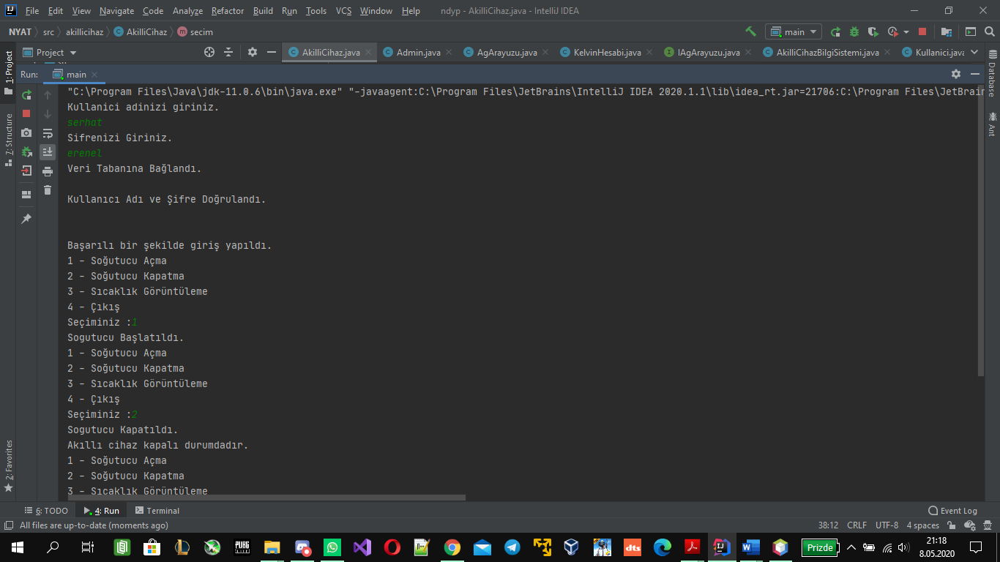 File Edit View Navigate Code Analyze Refactor Build Run Tools VCS Window Help ndyp - AkilliCihaz.java - IntelliJ IDEA
NYAT src akillicihaz AkilliCihaz secim main
Project AkilliCihaz.java Admin.java AgArayuzu.java KelvinHesabi.java IAgArayuzu.java AkilliCihazBilgiSistemi.java Kullanici.java
Run: main
"C:\Program Files\Java\jdk-11.0.6\bin\java.exe" "-javaagent:C:\Program Files\JetBrains\IntelliJ IDEA 2020.1.1\lib\idea_rt.jar=21706:C:\Program Files\JetBrain
Kullanici adinizi giriniz.
serhat
Sifrenizi Giriniz.
erenel
Veri Tabanına Bağlandı.
Kullanıcı Adı ve Şifre Doğrulandı.
Başarılı bir şekilde giriş yapıldı.
1 - Soğutucu Açma
2 - Soğutucu Kapatma
3 - Sıcaklık Görüntüleme
4 - Çıkış
Seçiminiz :1
Sogutucu Başlatıldı.
1 - Soğutucu Açma
2 - Soğutucu Kapatma
3 - Sıcaklık Görüntüleme
4 - Çıkış
Seçiminiz :2
Sogutucu Kapatıldı.
Akıllı cihaz kapalı durumdadır.
1 - Soğutucu Açma
2 - Soğutucu Kapatma
3 - Sıcaklık Görüntüleme
1: Project
7: Structure
2: Favorites
Database
Ant
6: TODO 4: Run Terminal Event Log
All files are up-to-date (moments ago) 38:12 CRLF UTF-8 4 spaces
PUBG dts Prizde 21:18
8.05.2020